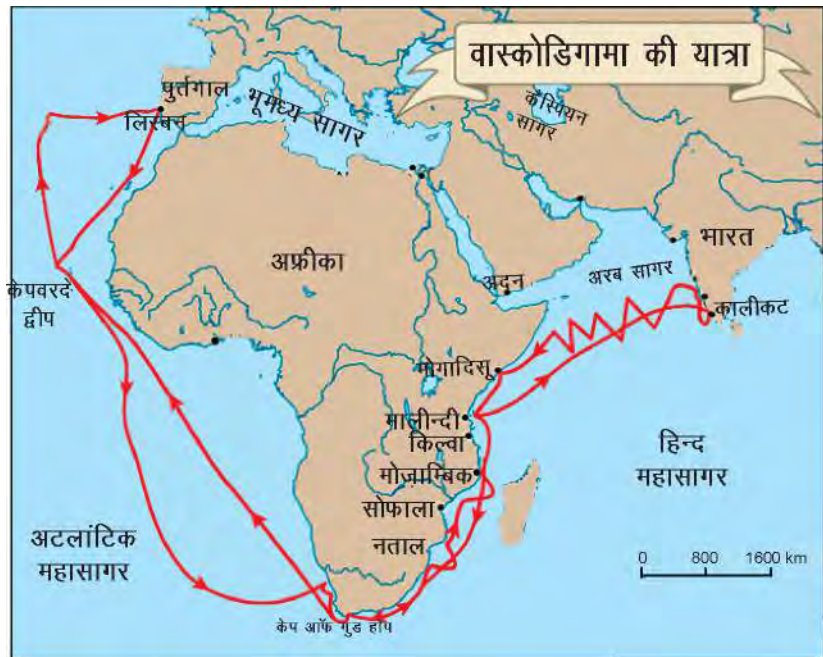 वास्कोडिगामा की यात्रा
पुर्तगाल
लिस्बन
भूमध्य सागर
कैस्पियन
सागर
भारत
अफ्रीका
अदन
अरब सागर
केपवरदे
द्वीप
कालीकट
मोगादिसू
मालीन्दी
किल्वा
मोज़ाम्बिक
सोफाला
नताल
हिन्द
महासागर
अटलांटिक
महासागर
0 800 1600 km
केप ऑफ गुड होप